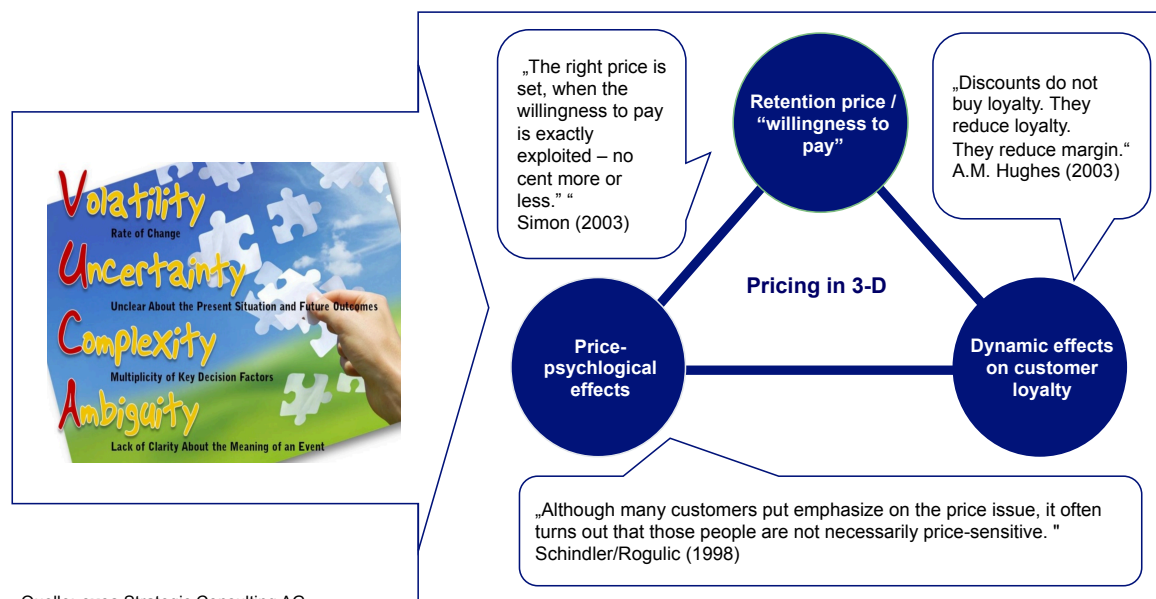 Volatility
Rate of Change
Uncertainty
Unclear About the Present Situation and Future Outcomes
Complexity
Multiplicity of Key Decision Factors
Ambiguity
Lack of Clarity About the Meaning of an Event
„The right price is
set, when the
willingness to pay
is exactly
exploited – no
cent more or
less.” “
Simon (2003)
Retention price /
“willingness to
pay”
„Discounts do not
buy loyalty. They
reduce loyalty.
They reduce margin.“
A.M. Hughes (2003)
Pricing in 3-D
Price-
psychlogical
effects
Dynamic effects
on customer
loyalty
„Although many customers put emphasize on the price issue, it often
turns out that those people are not necessarily price-sensitive. "
Schindler/Rogulic (1998)